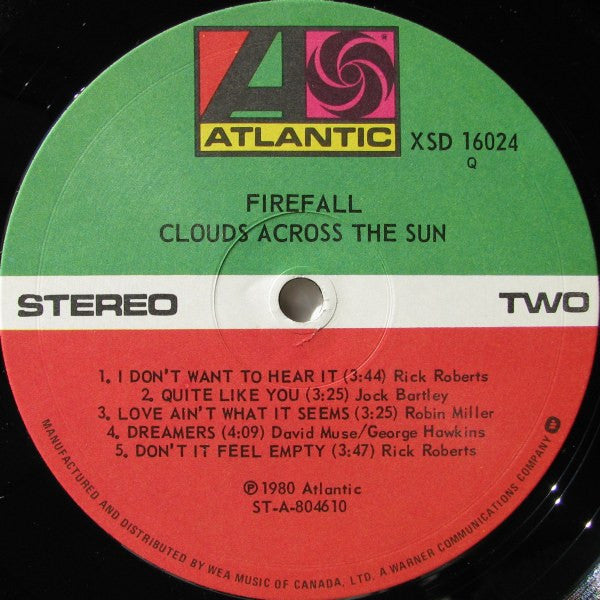 ATLANTIC
XSD 16024
Q
FIREFALL
CLOUDS ACROSS THE SUN
STEREO
TWO
1. I DON'T WANT TO HEAR IT (3:44) Rick Roberts
2. QUITE LIKE YOU (3:25) Jock Bartley
3. LOVE AIN'T WHAT IT SEEMS (3:25) Robin Miller
4. DREAMERS (4:09) David Muse/George Hawkins
5. DON'T IT FEEL EMPTY (3:47) Rick Roberts
℗ 1980 Atlantic
ST-A-804610
MANUFACTURED AND DISTRIBUTED BY WEA MUSIC OF CANADA, LTD. A WARNER COMMUNICATIONS COMPANY